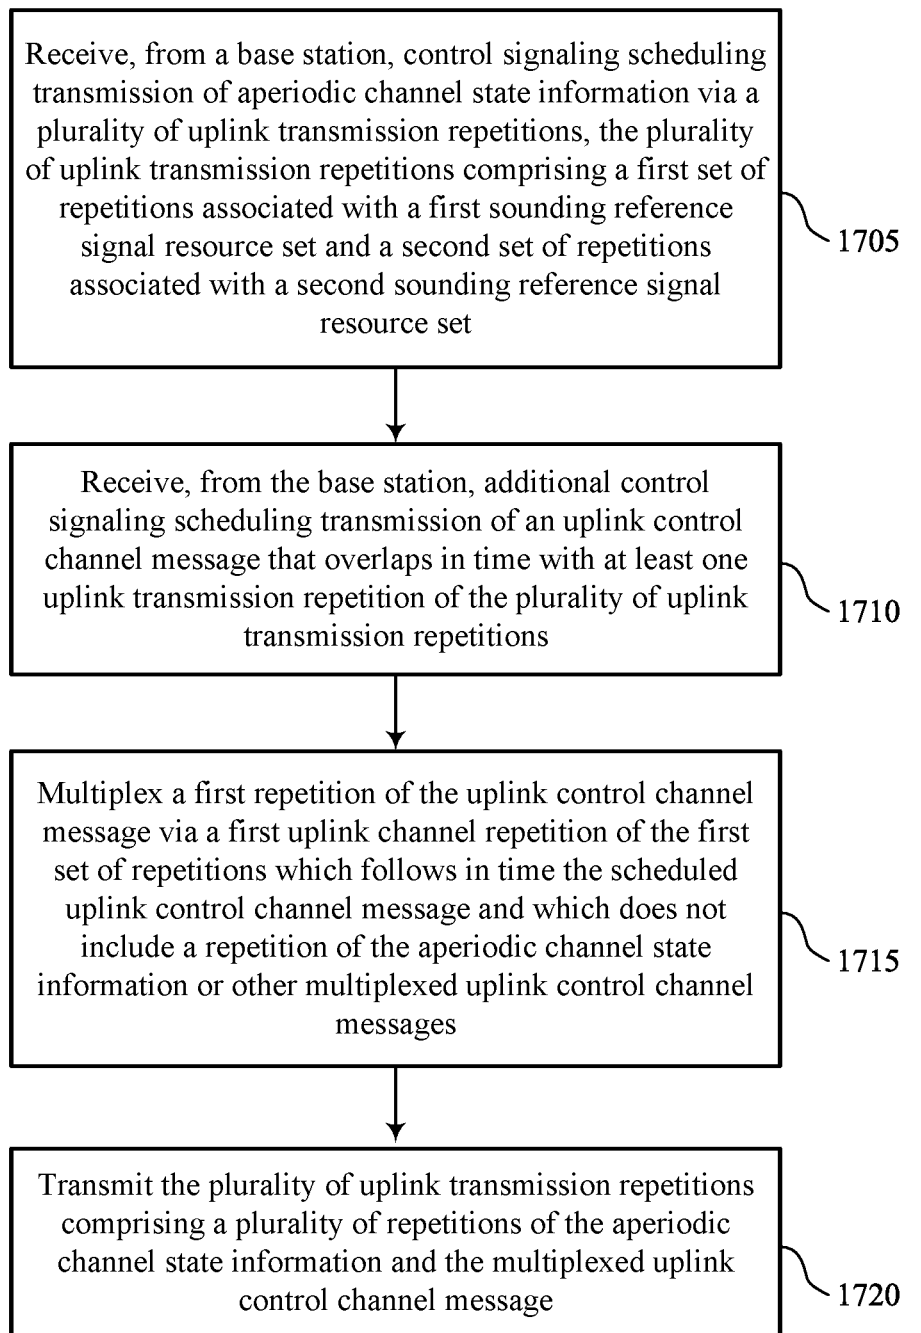 Receive, from a base station, control signaling scheduling
transmission of aperiodic channel state information via a
plurality of uplink transmission repetitions, the plurality
of uplink transmission repetitions comprising a first set of
repetitions associated with a first sounding reference
signal resource set and a second set of repetitions
associated with a second sounding reference signal
resource set
1705
Receive, from the base station, additional control
signaling scheduling transmission of an uplink control
channel message that overlaps in time with at least one
uplink transmission repetition of the plurality of uplink
transmission repetitions
1710
Multiplex a first repetition of the uplink control channel
message via a first uplink channel repetition of the first
set of repetitions which follows in time the scheduled
uplink control channel message and which does not
include a repetition of the aperiodic channel state
information or other multiplexed uplink control channel
messages
1715
Transmit the plurality of uplink transmission repetitions
comprising a plurality of repetitions of the aperiodic
channel state information and the multiplexed uplink
control channel message
1720